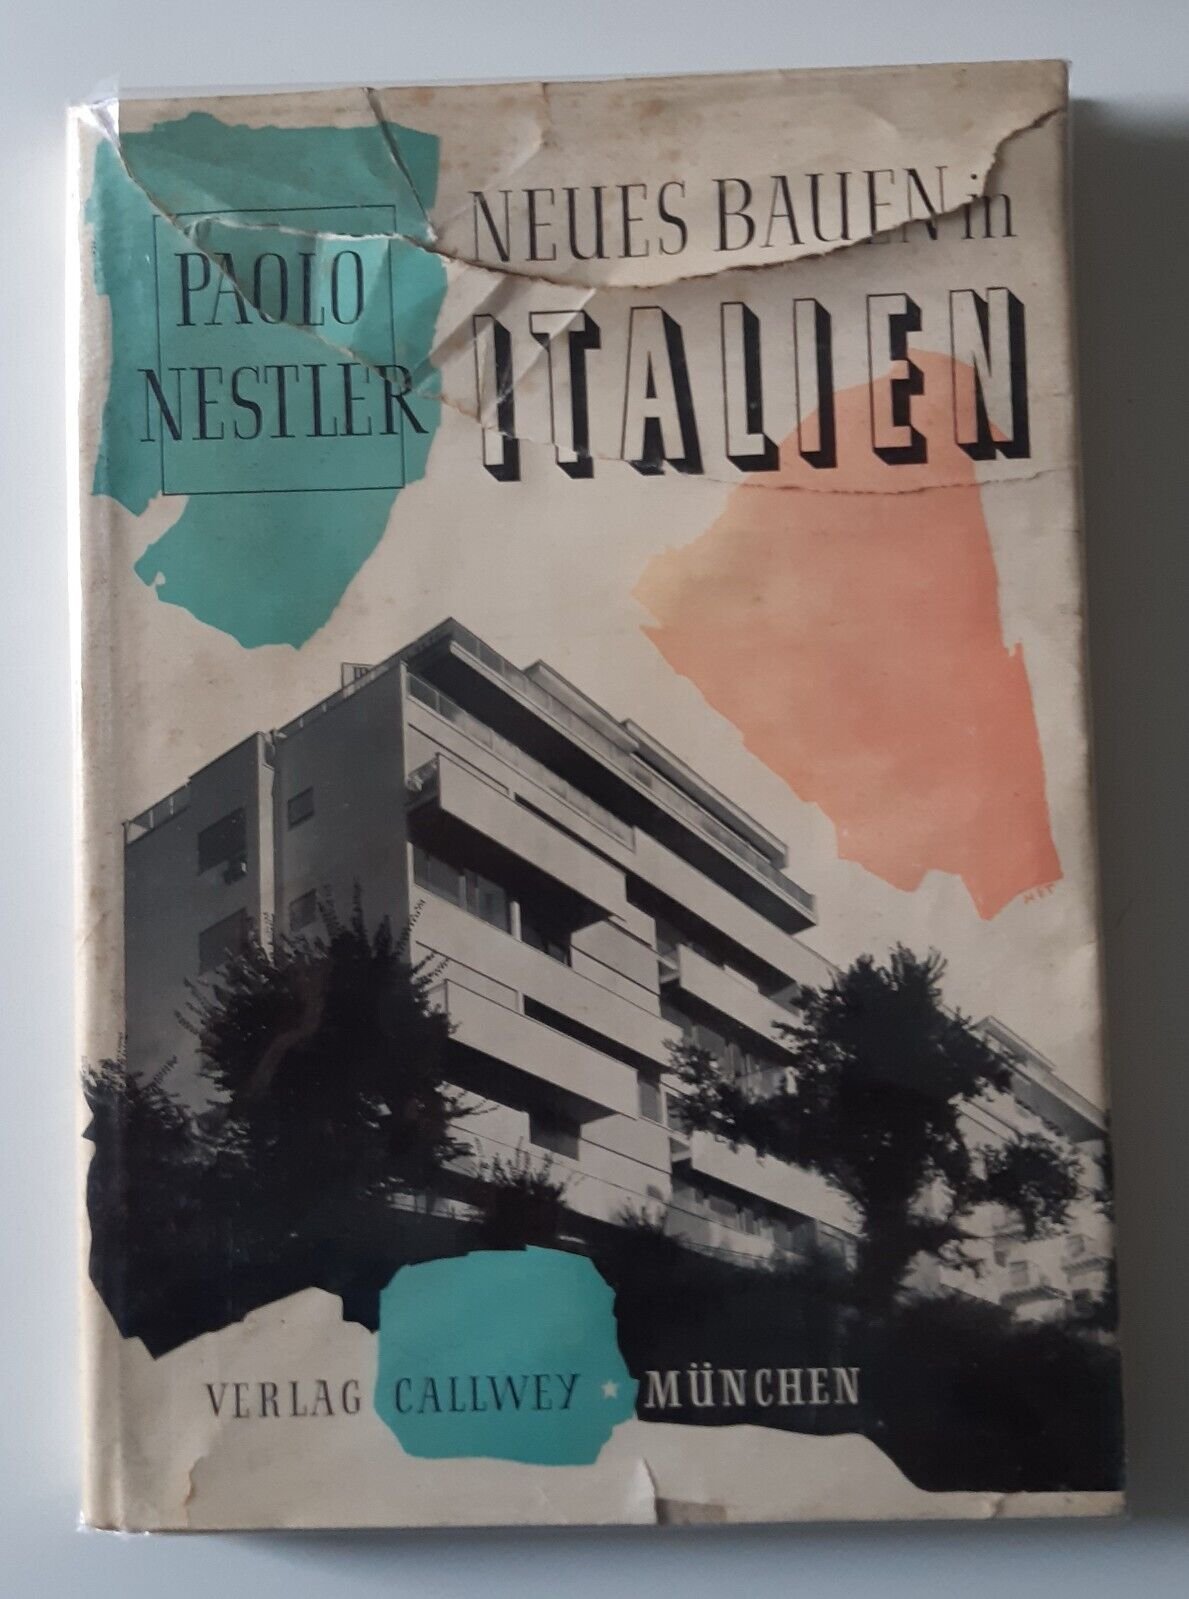 PAOLO
NESTLER
NEUES BAUEN in
ITALIEN
VERLAG CALLWEY ★ MÜNCHEN